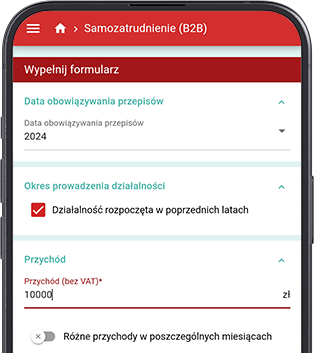 Samozatrudnienie (B2B)
Wypełnij formularz
Data obowiązywania przepisów
Data obowiązywania przepisów
2024
Okres prowadzenia działalności
Działalność rozpoczęta w poprzednich latach
Przychód
Przychód (bez VAT)*
10000 zł
Różne przychody w poszczególnych miesiącach